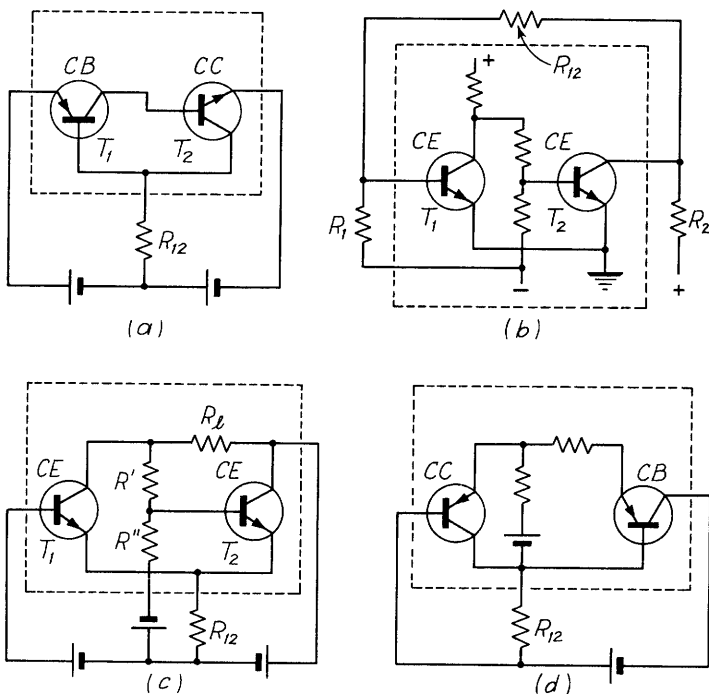 CB CC
T1 T2
R12
(a)
R12
+
CE CE
R1 T1 T2 R2
− +
(b)
Rℓ
CE R' CE
T1 R" T2
R12
(c)
CC CB
R12
(d)